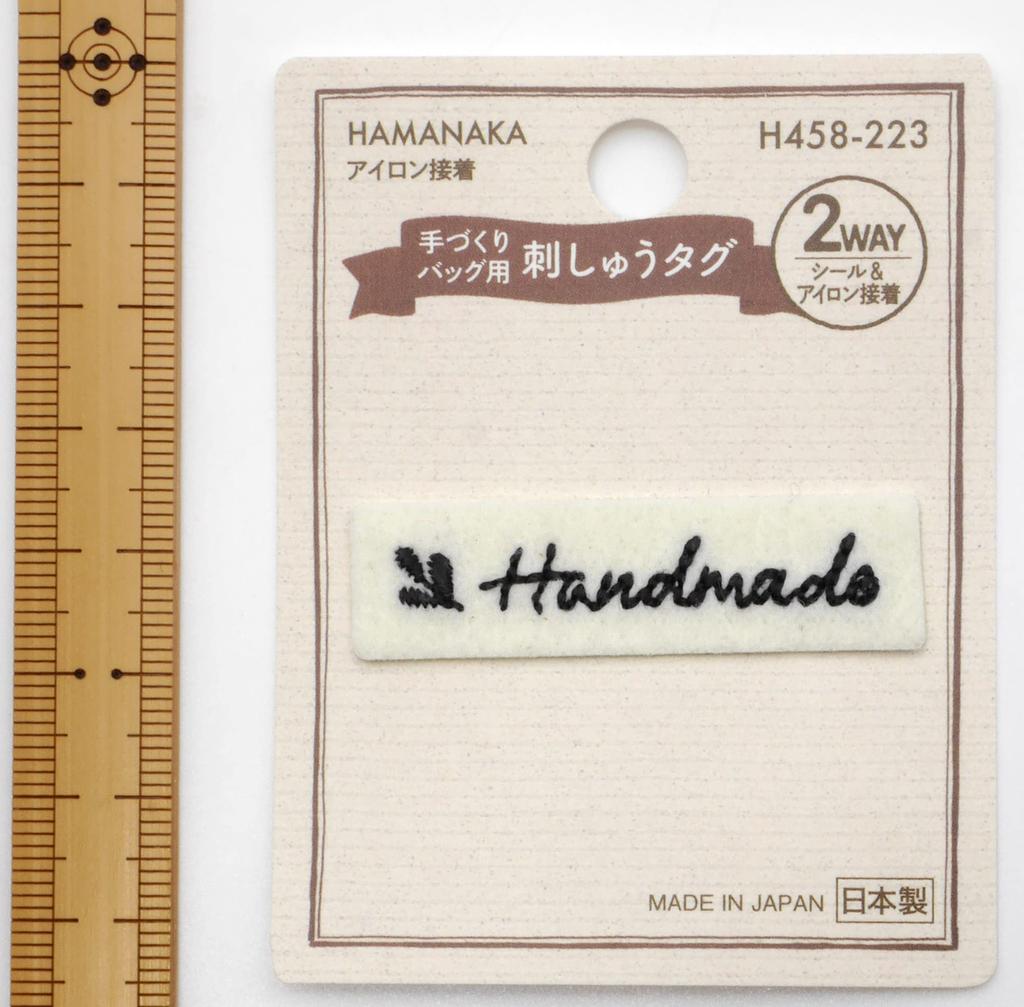 HAMANAKA
アイロン接着
H458-223
手づくり
バッグ用
刺しゅうタグ
2WAY
シール&
アイロン接着
Handmade
MADE IN JAPAN 日本製